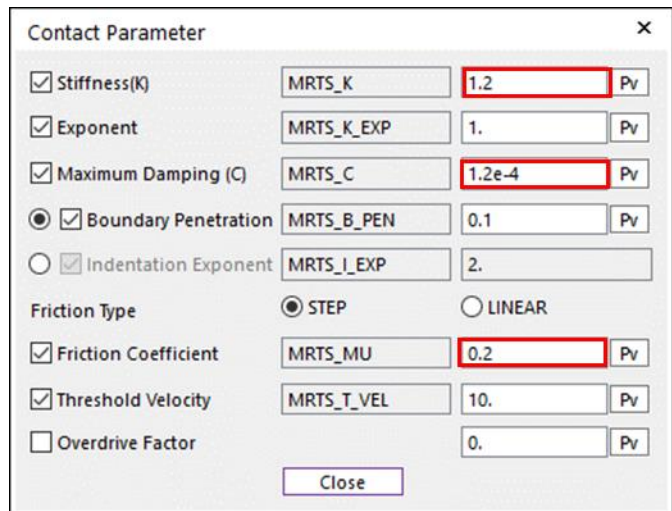 Contact Parameter ×
Stiffness(K) MRTS_K 1.2 Pv
Exponent MRTS_K_EXP 1. Pv
Maximum Damping (C) MRTS_C 1.2e-4 Pv
Boundary Penetration MRTS_B_PEN 0.1 Pv
Indentation Exponent MRTS_I_EXP 2.
Friction Type STEP LINEAR
Friction Coefficient MRTS_MU 0.2 Pv
Threshold Velocity MRTS_T_VEL 10. Pv
Overdrive Factor 0. Pv
Close